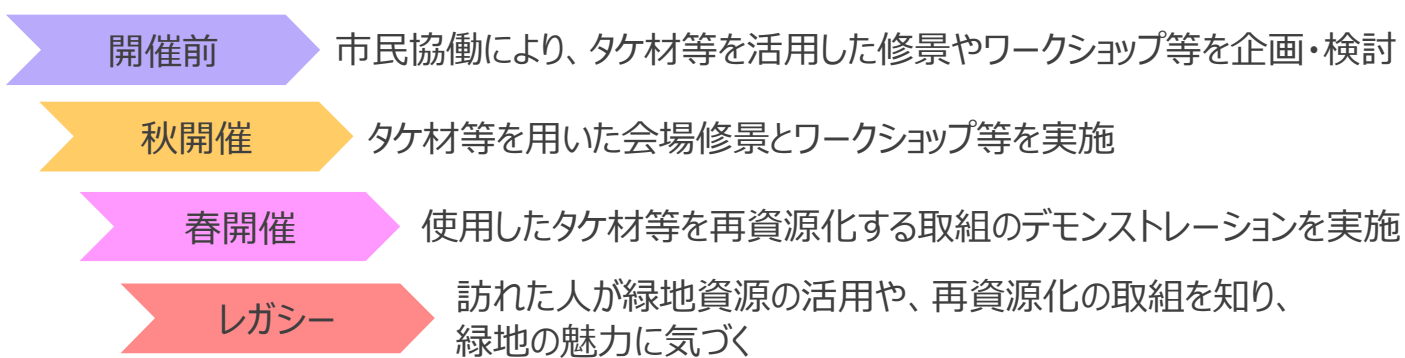 開催前 市民協働により、タケ材等を活用した修景やワークショップ等を企画・検討
秋開催 タケ材等を用いた会場修景とワークショップ等を実施
春開催 使用したタケ材等を再資源化する取組のデモンストレーションを実施
レガシー 訪れた人が緑地資源の活用や、再資源化の取組を知り、
緑地の魅力に気づく